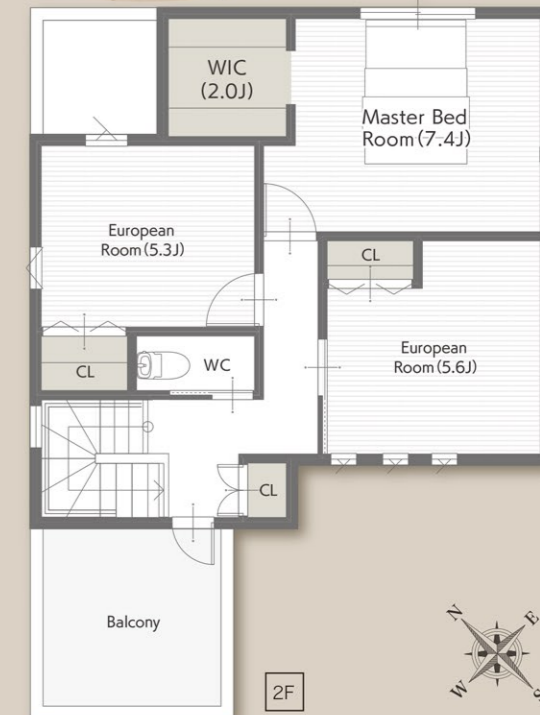 WIC
(2.0J)
Master Bed
Room (7.4J)
European
Room (5.3J)
CL
European
Room (5.6J)
CL
WC
CL
Balcony
N
E
W
S
2F